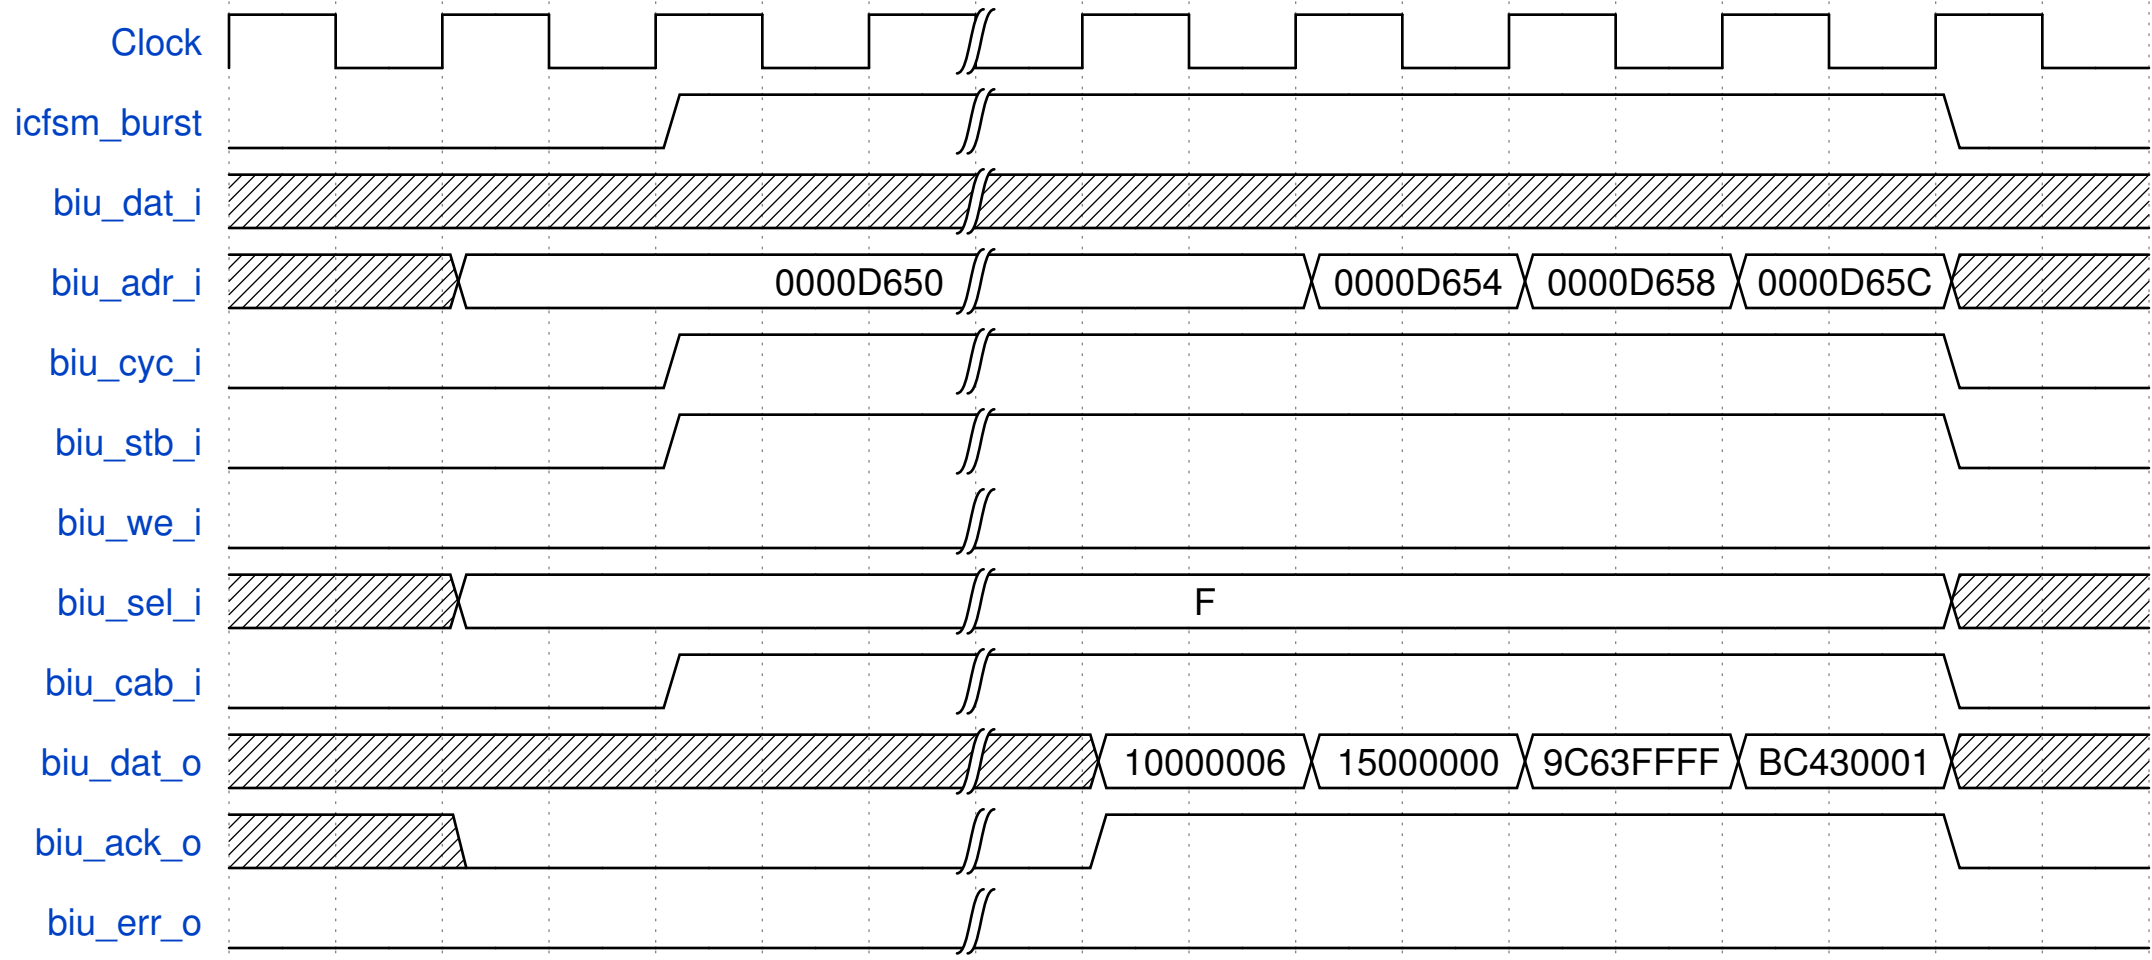 Clock
icfsm_burst
biu_dat_i
biu_adr_i 0000D650 0000D654 0000D658 0000D65C
biu_cyc_i
biu_stb_i
biu_we_i
biu_sel_i F
biu_cab_i
biu_dat_o 10000006 15000000 9C63FFFF BC430001
biu_ack_o
biu_err_o